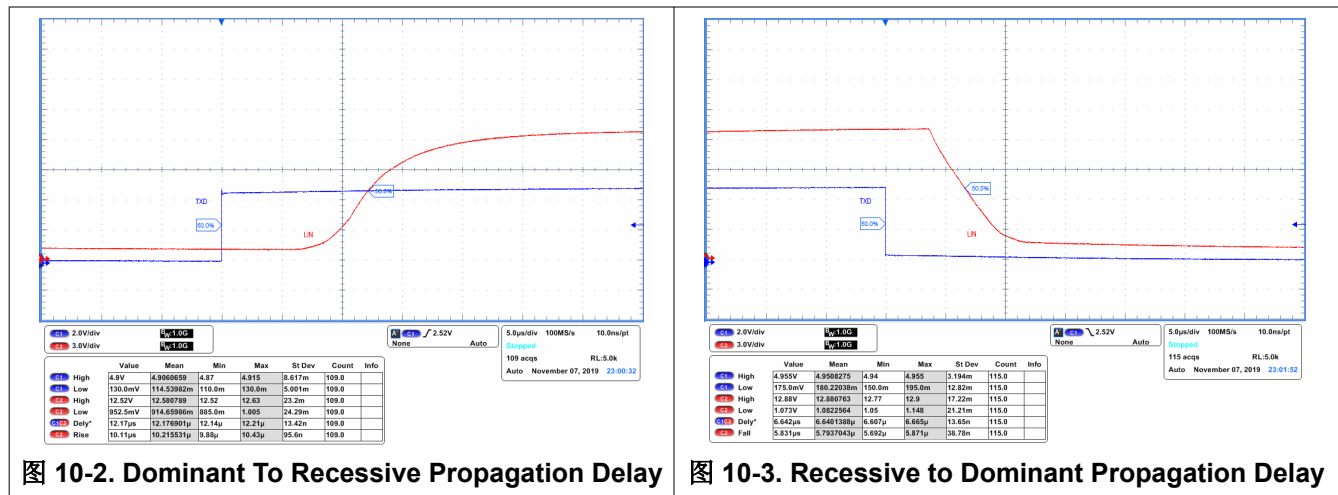 TXD
50.0%
50.0%
LIN
C1 2.0V/div BW:1.0G
C2 3.0V/div BW:1.0G
A' C1 2.52V
None Auto
5.0µs/div 100MS/s 10.0ns/pt
Stopped
109 acqs RL:5.0k
Auto November 07, 2019 23:00:32
Value Mean Min Max St Dev Count Info
C1 High 4.9V 4.9060659 4.87 4.915 8.617m 109.0
C1 Low 130.0mV 114.53982m 110.0m 130.0m 5.001m 109.0
C2 High 12.52V 12.580789 12.52 12.63 23.2m 109.0
C2 Low 952.5mV 914.65986m 885.0m 1.005 24.29m 109.0
C1C2 Dely* 12.17µs 12.176901µ 12.14µ 12.21µ 13.42n 109.0
C2 Rise 10.11µs 10.215531µ 9.88µ 10.43µ 95.6n 109.0
图 10-2. Dominant To Recessive Propagation Delay
TXD
50.0%
50.0%
LIN
C1 2.0V/div BW:1.0G
C2 3.0V/div BW:1.0G
A' C1 2.52V
None Auto
5.0µs/div 100MS/s 10.0ns/pt
Stopped
115 acqs RL:5.0k
Auto November 07, 2019 23:01:52
Value Mean Min Max St Dev Count Info
C1 High 4.955V 4.9508275 4.94 4.955 3.194m 115.0
C1 Low 175.0mV 180.22038m 150.0m 195.0m 12.82m 115.0
C2 High 12.88V 12.880763 12.77 12.9 17.22m 115.0
C2 Low 1.073V 1.0822564 1.05 1.148 21.21m 115.0
C1C2 Dely* 6.642µs 6.6401388µ 6.607µ 6.665µ 13.65n 115.0
C2 Fall 5.831µs 5.7937043µ 5.692µ 5.871µ 38.78n 115.0
图 10-3. Recessive to Dominant Propagation Delay